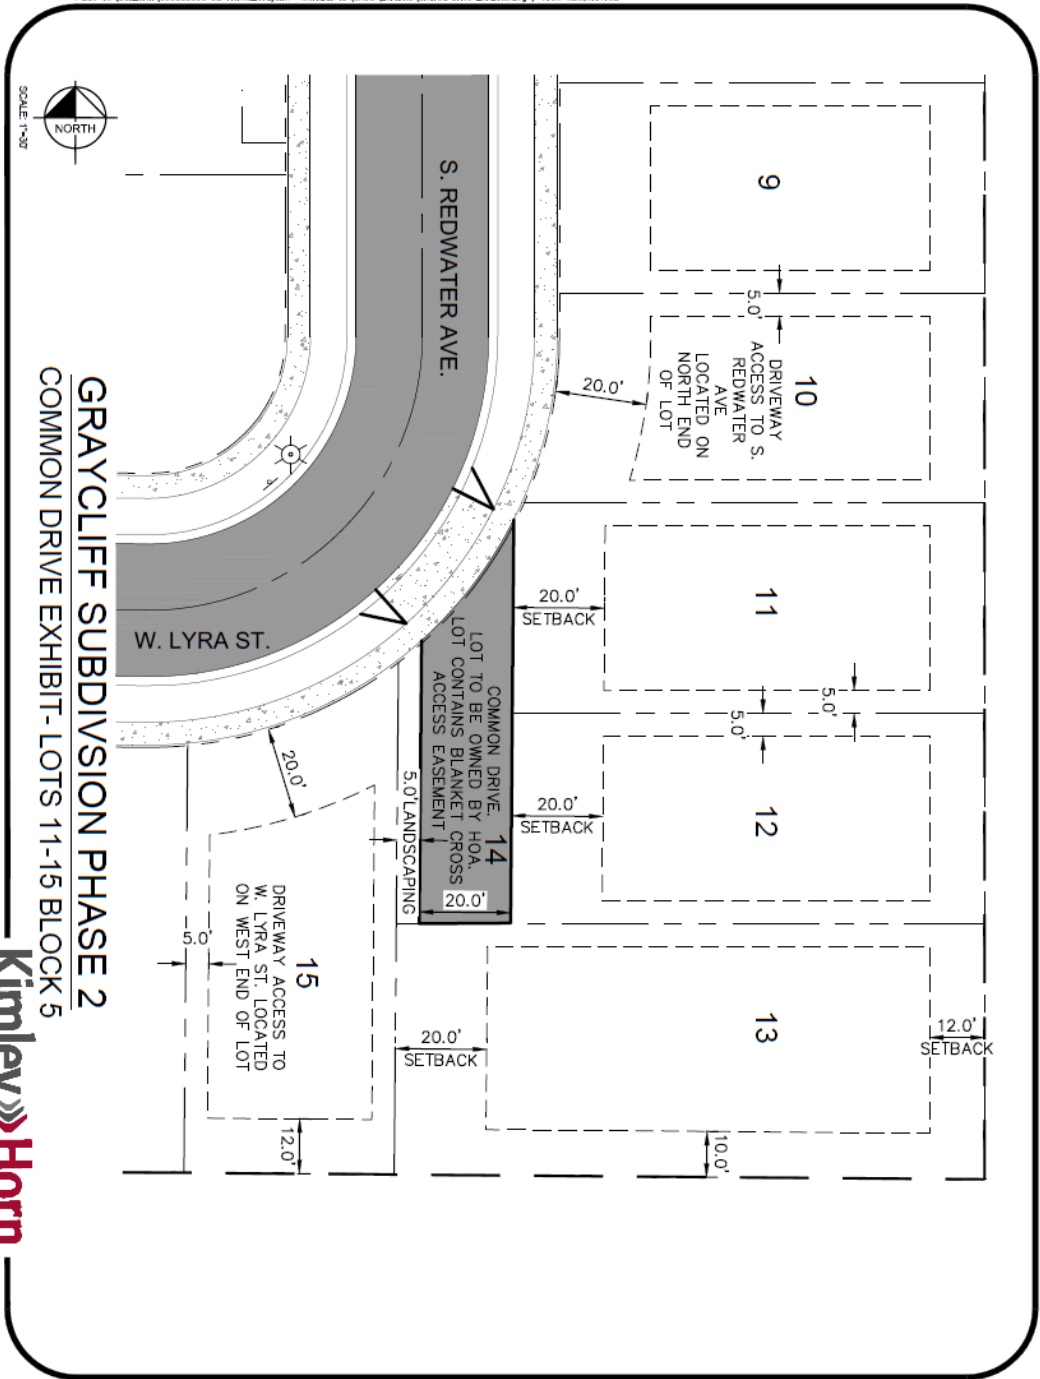 9
5.0'
10
DRIVEWAY
ACCESS TO S.
REDWATER
AVE
LOCATED ON
NORTH END
OF LOT
20.0'
S. REDWATER AVE.
NORTH
SCALE: 1"=30'
11
20.0'
SETBACK
5.0'
5.0'
12
20.0'
SETBACK
W. LYRA ST.
14
COMMON DRIVE.
LOT TO BE OWNED BY HOA.
LOT CONTAINS BLANKET CROSS
ACCESS EASEMENT
20.0'
5.0' LANDSCAPING
20.0'
13
12.0'
SETBACK
20.0'
SETBACK
10.0'
15
DRIVEWAY ACCESS TO
W. LYRA ST. LOCATED
ON WEST END OF LOT
5.0'
12.0'
GRAYCLIFF SUBDIVSION PHASE 2
COMMON DRIVE EXHIBIT- LOTS 11-15 BLOCK 5
Kimley»Horn